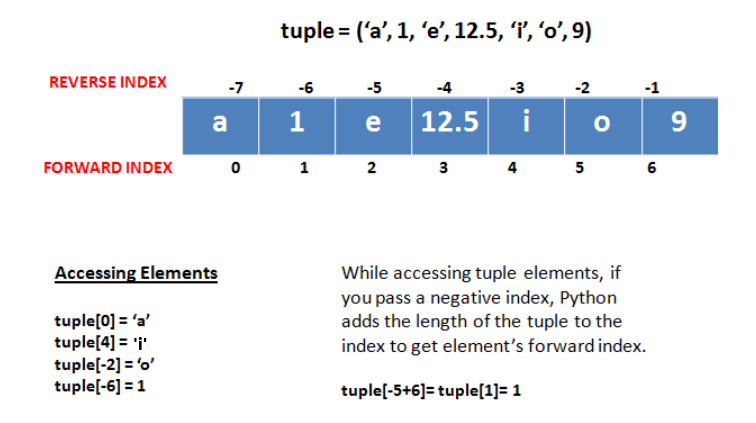 tuple = (‘a’, 1, ‘e’, 12.5, ‘i’, ‘o’, 9)
REVERSE INDEX -7 -6 -5 -4 -3 -2 -1
a 1 e 12.5 i o 9
FORWARD INDEX 0 1 2 3 4 5 6
Accessing Elements
tuple[0] = ‘a’
tuple[4] = 'i'
tuple[-2] = ‘o’
tuple[-6] = 1
While accessing tuple elements, if
you pass a negative index, Python
adds the length of the tuple to the
index to get element’s forward index.
tuple[-5+6]= tuple[1]= 1